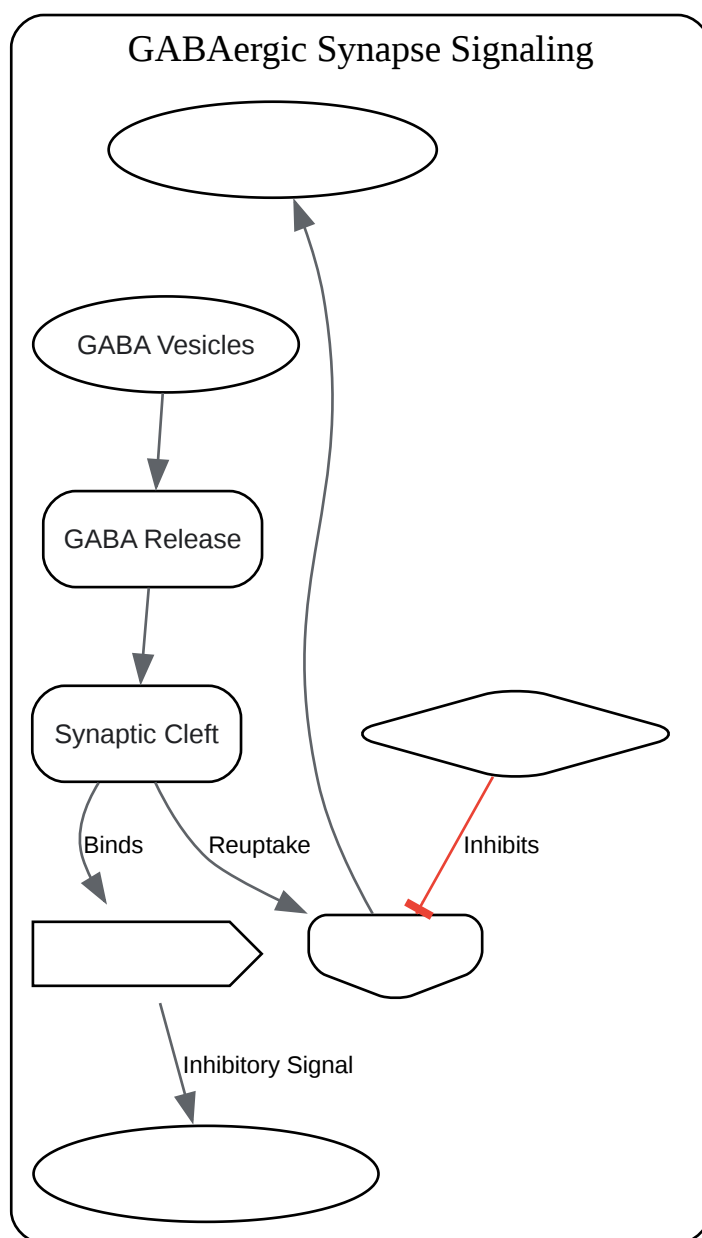 GABAergic Synapse Signaling
GABA Vesicles
GABA Release
Synaptic Cleft
Binds
Reuptake
Inhibits
Inhibitory Signal